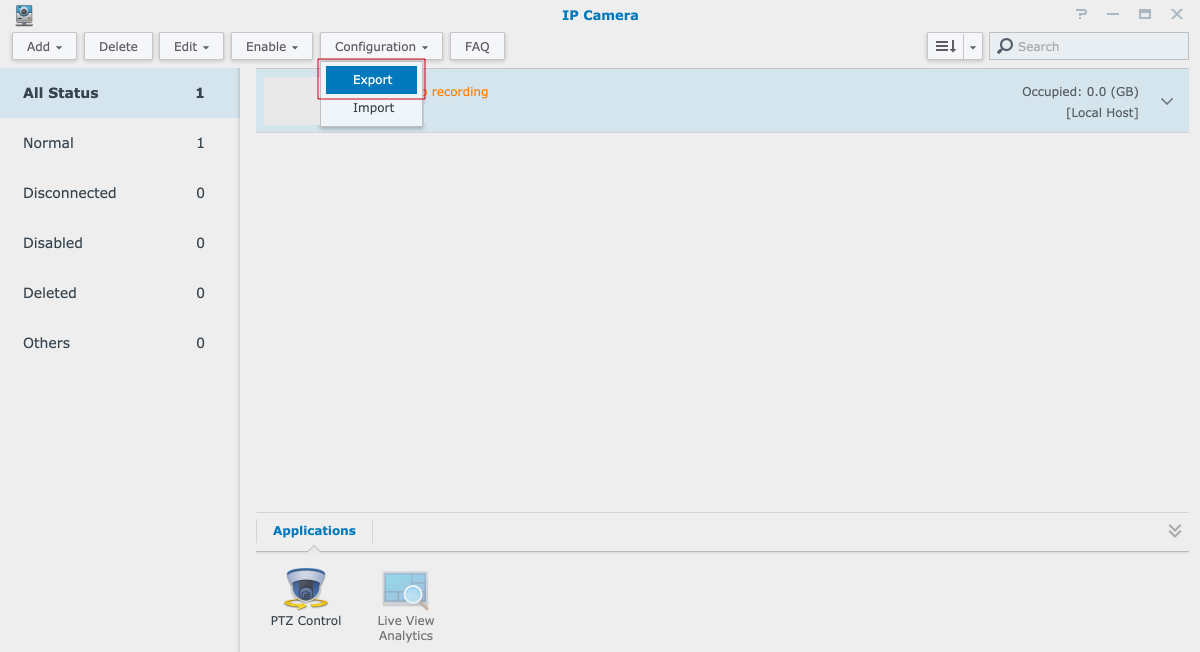 IP Camera
Add
Delete
Edit
Enable
Configuration
FAQ
Search
Export
Import
recording
Occupied: 0.0 (GB)
[Local Host]
All Status 1
Normal 1
Disconnected 0
Disabled 0
Deleted 0
Others 0
Applications
PTZ Control
Live View
Analytics